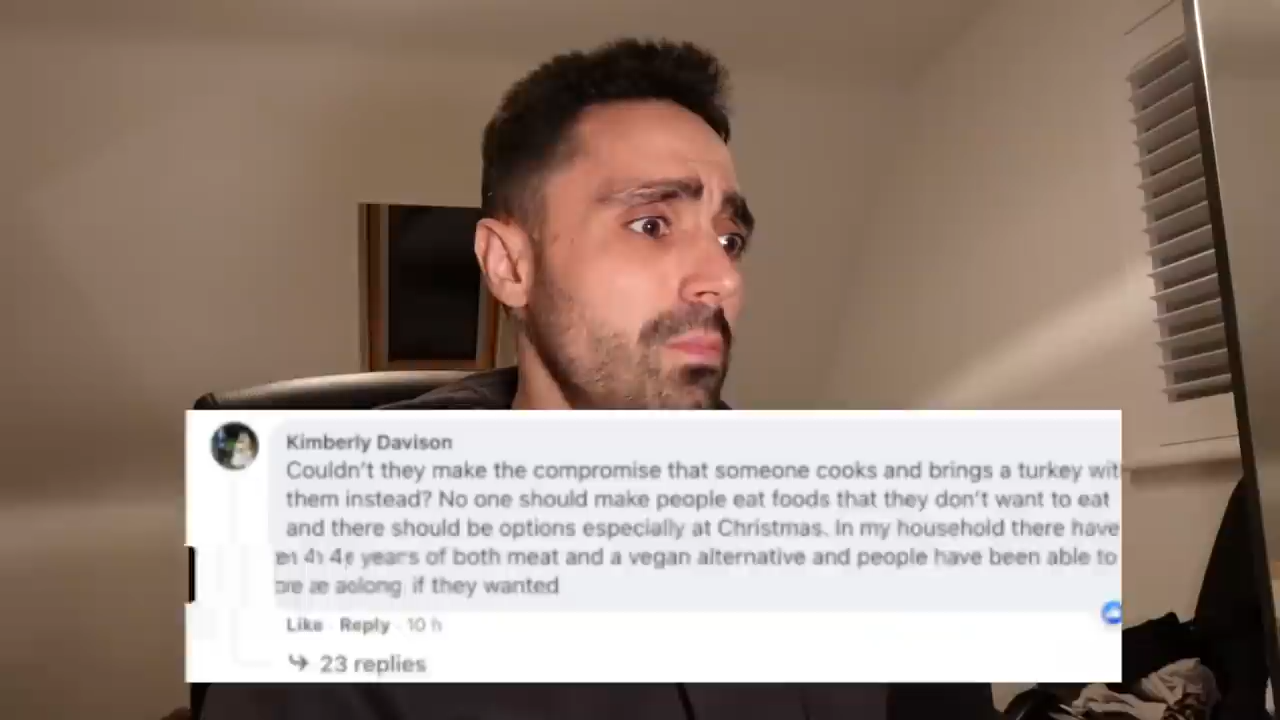 Kimberly Davison
Couldn't they make the compromise that someone cooks and brings a turkey wit
them instead? No one should make people eat foods that they don't want to eat
and there should be options especially at Christmas. In my household there have
years of both meat and a vegan alternative and people have been able to
if they wanted
Like · Reply · 10 h
23 replies